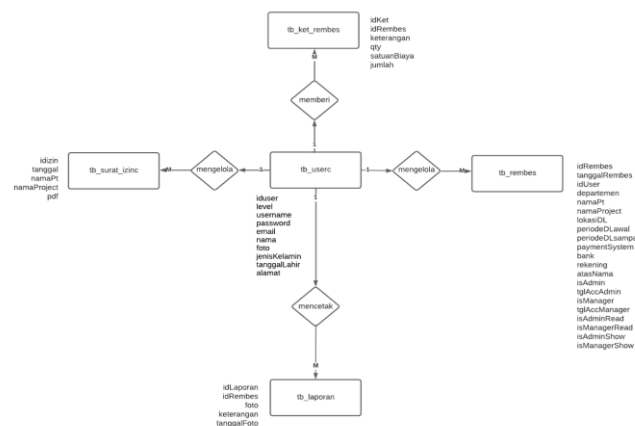 tb_ket_rembes
idKet
idRembes
keterangan
qty
satuanBiaya
jumlah
M
memberi
1
tb_surat_izinc
idizin
tanggal
namaPt
namaProject
pdf
M
mengelola
1
tb_userc
iduser
level
username
password
email
nama
foto
jenisKelamin
tanggalLahir
alamat
1
mengelola
M
tb_rembes
idRembes
tanggalRembes
idUser
departemen
namaPt
namaProject
lokasiDL
periodeDLawal
periodeDLsampa
paymentSystem
bank
rekening
atasNama
isAdmin
tglAccAdmin
isManager
tglAccManager
isAdminRead
isManagerRead
isAdminShow
isManagerShow
1
mencetak
M
tb_laporan
idLaporan
idRembes
foto
keterangan
tanggalFoto